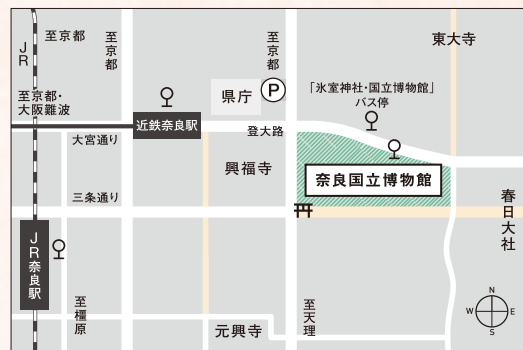 JR
至京都
至京都
至京都
東大寺
県庁
P
「氷室神社・国立博物館」
バス停
至京都・
大阪難波
近鉄奈良駅
登大路
大宮通り
興福寺
奈良国立博物館
三条通り
春日大社
JR奈良駅
至橿原
至天理
元興寺
N
W
E
S